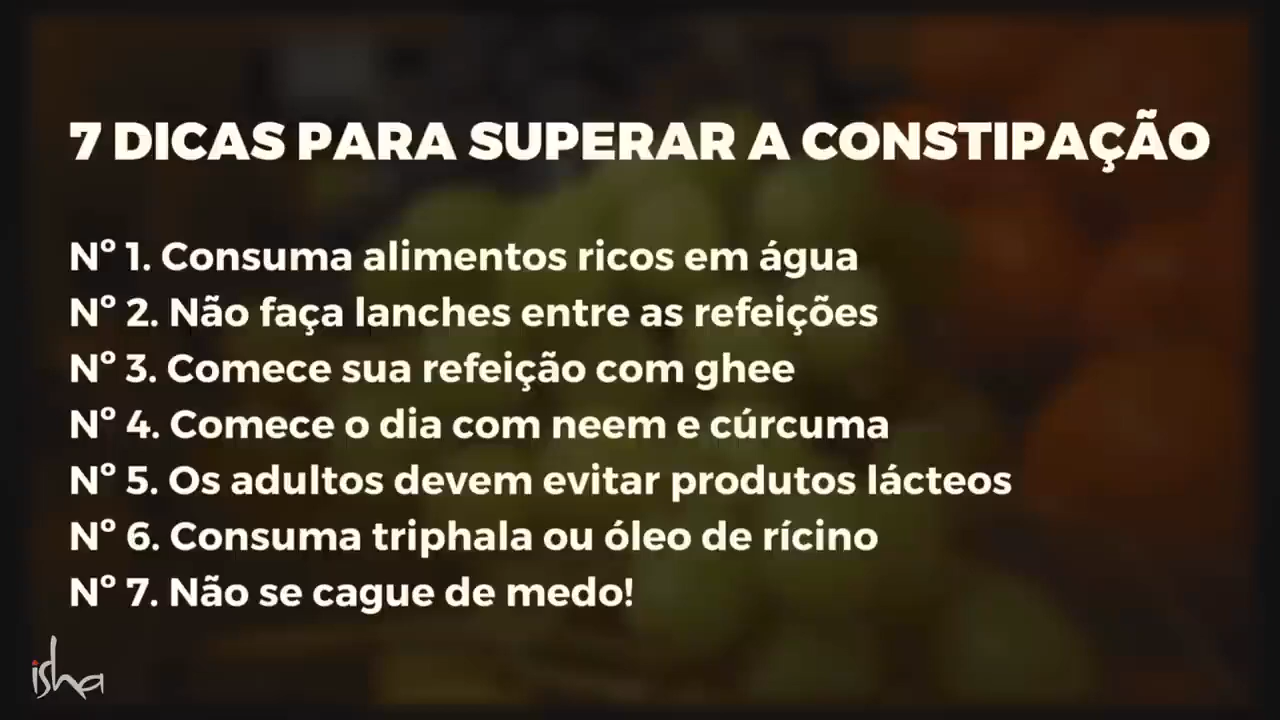 7 DICAS PARA SUPERAR A CONSTIPAÇÃO
Nº 1. Consuma alimentos ricos em água
Nº 2. Não faça lanches entre as refeições
Nº 3. Comece sua refeição com ghee
Nº 4. Comece o dia com neem e cúrcuma
Nº 5. Os adultos devem evitar produtos lácteos
Nº 6. Consuma triphala ou óleo de rícino
Nº 7. Não se cague de medo!
isha